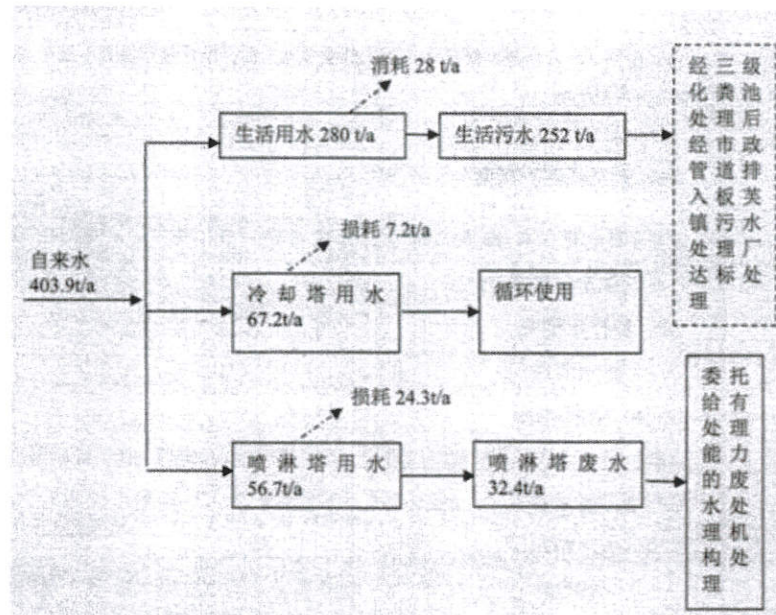 消耗 28 t/a
生活用水 280 t/a
生活污水 252 t/a
经三级
化粪池
处理后
经市政
管道排
入板芙
镇污水
处理厂
达标处
理
自来水
403.9t/a
损耗 7.2t/a
冷却塔用水
67.2t/a
循环使用
损耗 24.3t/a
喷淋塔用水
56.7t/a
喷淋塔废水
32.4t/a
委托
给有
处理
能力
的废
水处
理机
构处
理